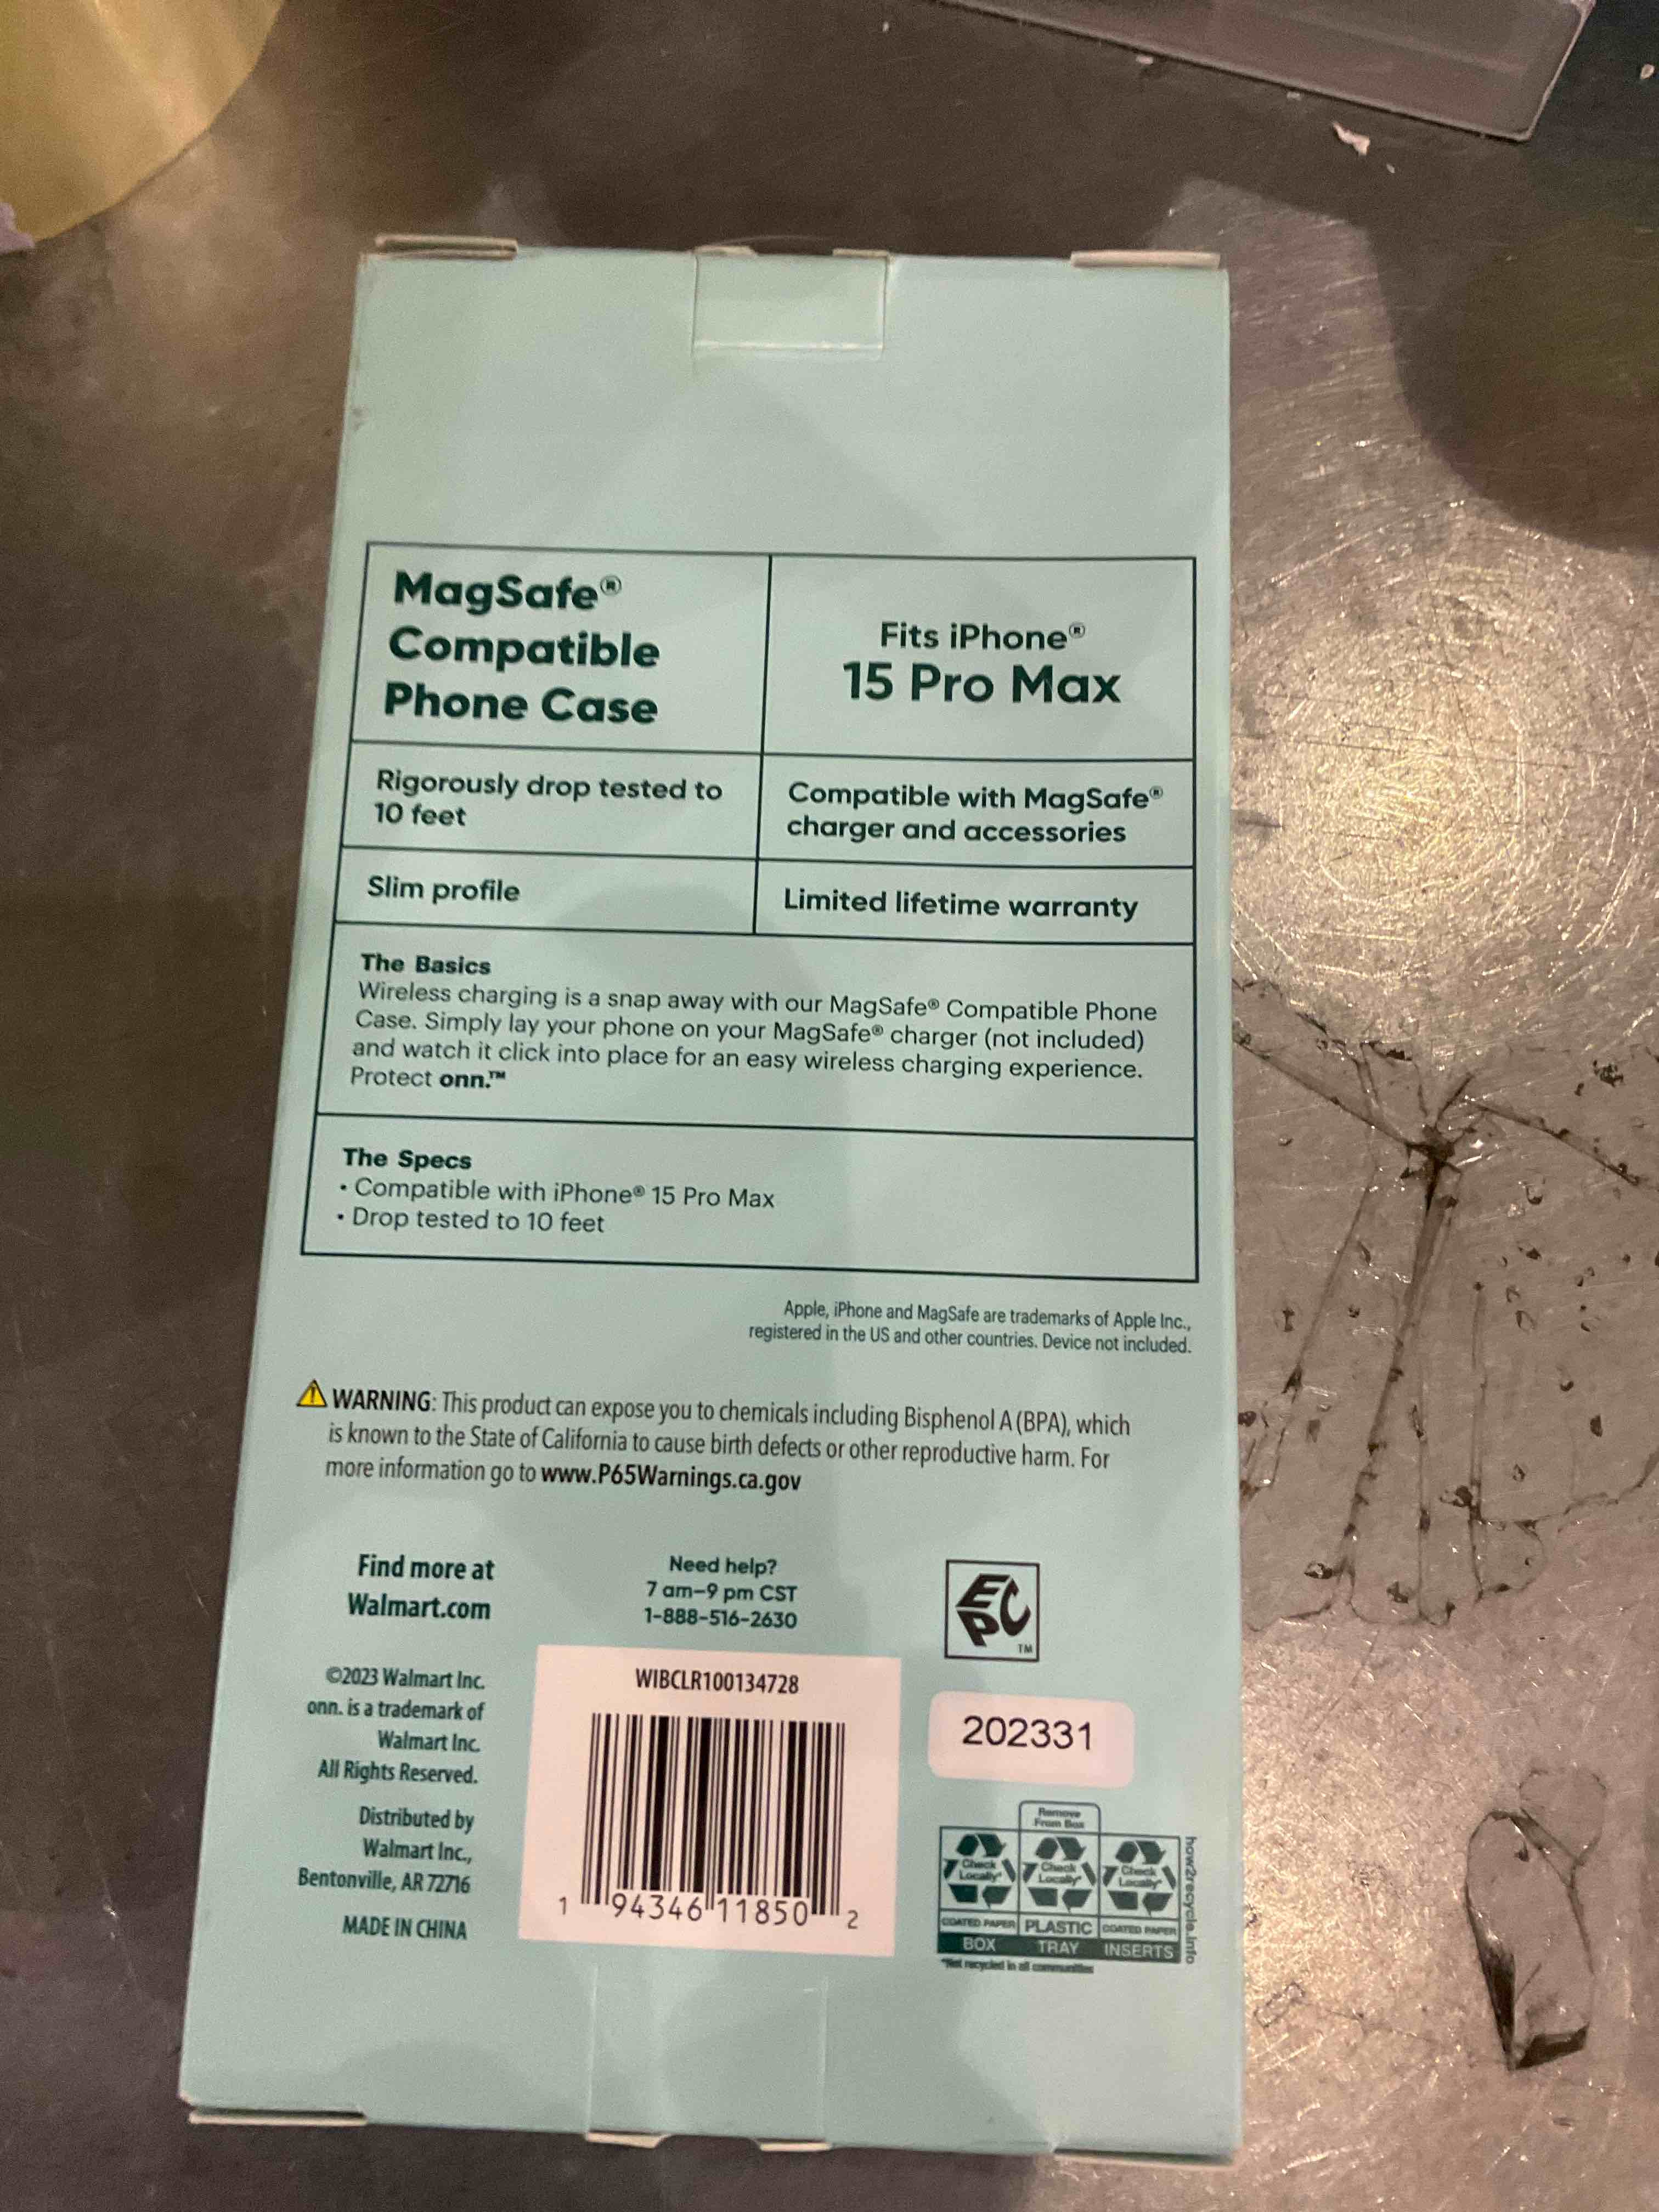 MagSafe®
Compatible
Phone Case
Fits iPhone®
15 Pro Max
Rigorously drop tested to
10 feet
Compatible with MagSafe®
charger and accessories
Slim profile
Limited lifetime warranty
The Basics
Wireless charging is a snap away with our MagSafe® Compatible Phone
Case. Simply lay your phone on your MagSafe® charger (not included)
and watch it click into place for an easy wireless charging experience.
Protect onn.™
The Specs
• Compatible with iPhone® 15 Pro Max
• Drop tested to 10 feet
Apple, iPhone and MagSafe are trademarks of Apple Inc.,
registered in the US and other countries. Device not included.
WARNING: This product can expose you to chemicals including Bisphenol A (BPA), which
is known to the State of California to cause birth defects or other reproductive harm. For
more information go to www.P65Warnings.ca.gov
Find more at
Walmart.com
Need help?
7 am–9 pm CST
1-888-516-2630
EC
PC
TM
©2023 Walmart Inc.
onn. is a trademark of
Walmart Inc.
All Rights Reserved.
Distributed by
Walmart Inc.,
Bentonville, AR 72716
MADE IN CHINA
WIBCLR100134728
1 94346 11850 2
202331
Remove
From Box
Check
Locally*
Check
Locally*
Check
Locally*
COATED PAPER
PLASTIC
COATED PAPER
BOX
TRAY
INSERTS
*Not recycled in all communities
how2recycle.info